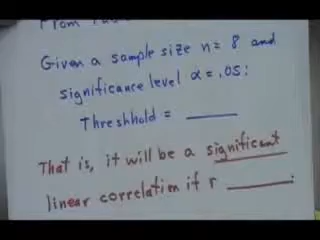 From
Given a sample size n = 8 and
significance level α = .05:
Threshhold = ______
That is, it will be a significant
linear correlation if r ______.